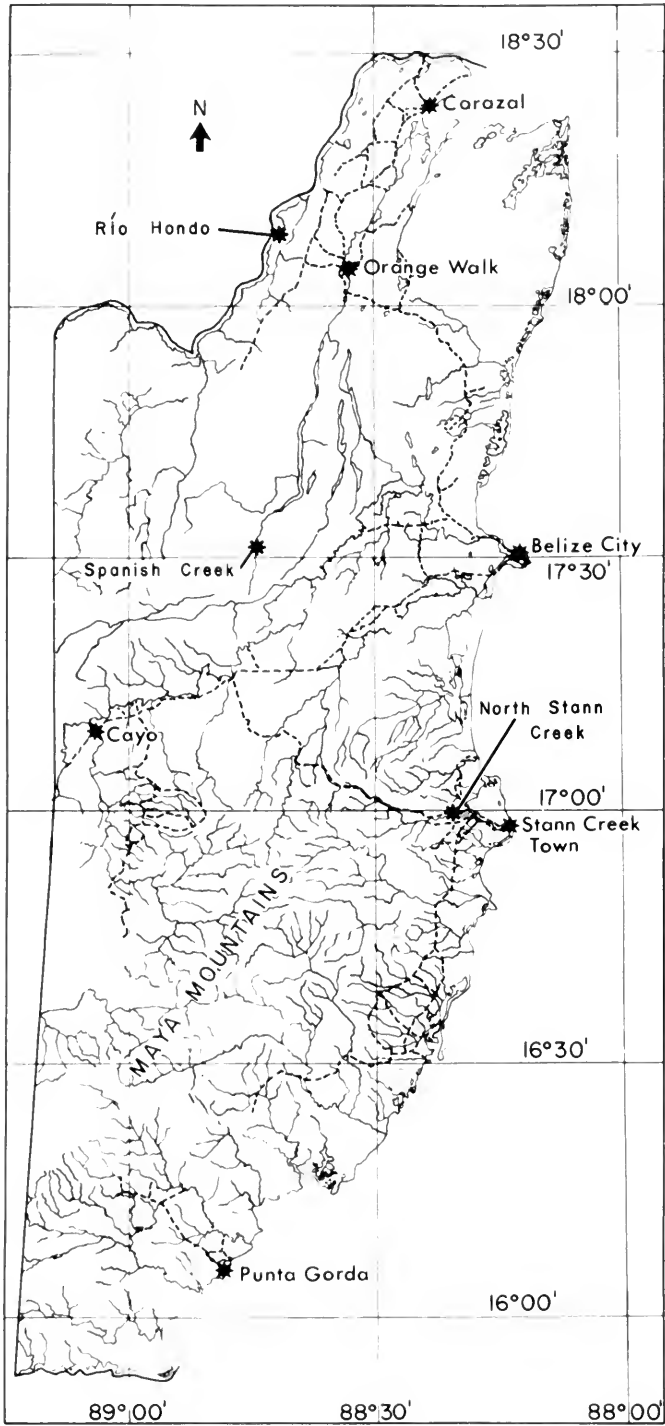 18°30'
N
Corazal
Río Hondo
Orange Walk
18°00'
Belize City
Spanish Creek
17°30'
North Stann
Creek
Cayo
17°00'
Stann Creek
Town
MAYA MOUNTAINS
16°30'
Punta Gorda
16°00'
89°00'
88°30'
88°00'